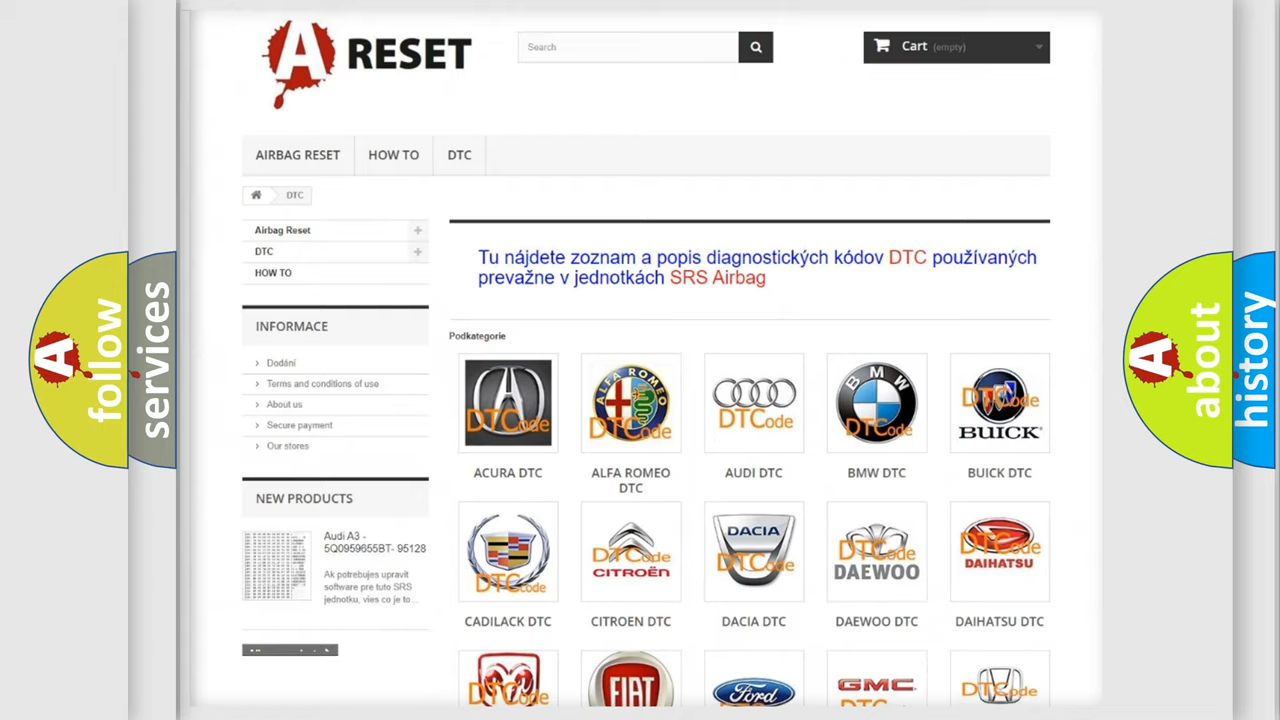 A RESET
Search
Cart (empty)
AIRBAG RESET
HOW TO
DTC
DTC
Airbag Reset
DTC
HOW TO
Tu nájdete zoznam a popis diagnostických kódov DTC používaných
prevažne v jednotkách SRS Airbag
INFORMACE
Dodání
Terms and conditions of use
About us
Secure payment
Our stores
Podkategorie
DTCode
ACURA DTC
ALFA ROMEO
DTCode
ALFA ROMEO
DTC
DTCode
AUDI DTC
BMW
DTCode
BMW DTC
DTCode
BUICK
BUICK DTC
NEW PRODUCTS
Audi A3 -
5Q0959655BT- 95128
Ak potrebujes upravit
software pre tuto SRS
jednotku, vies co je to...
DTCode
CADILACK DTC
DTCode
CITROËN
CITROEN DTC
DACIA
DTCode
DACIA DTC
DTCode
DAEWOO
DAEWOO DTC
DTCode
DAIHATSU
DAIHATSU DTC
DTCode
FIAT
Ford
GMC
DTCode
A follow
services
A about
history